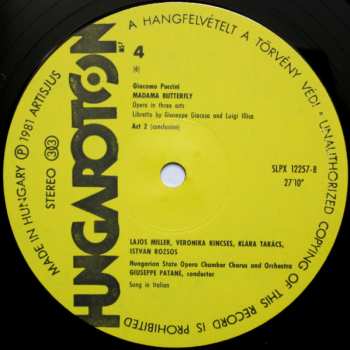 A HANGFELVÉTELT A TÖRVÉNY VÉDI • UNAUTHORIZED COPYING OF THIS RECORD IS PROHIBITED
MADE IN HUNGARY Ⓟ 1981 ARTISJUS
STEREO 33
HUNGAROTON
4
Giacomo Puccini
MADAMA BUTTERFLY
Opera in three acts
Libretto by Giuseppe Giacosa and Luigi Illica
Act 2 (conclusion)
SLPX 12257-B
27'10"
LAJOS MILLER, VERONIKA KINCSES, KLÁRA TAKÁCS,
ISTVÁN ROZSOS
Hungarian State Opera Chamber Chorus and Orchestra
GIUSEPPE PATANE, conductor
Sung in Italian